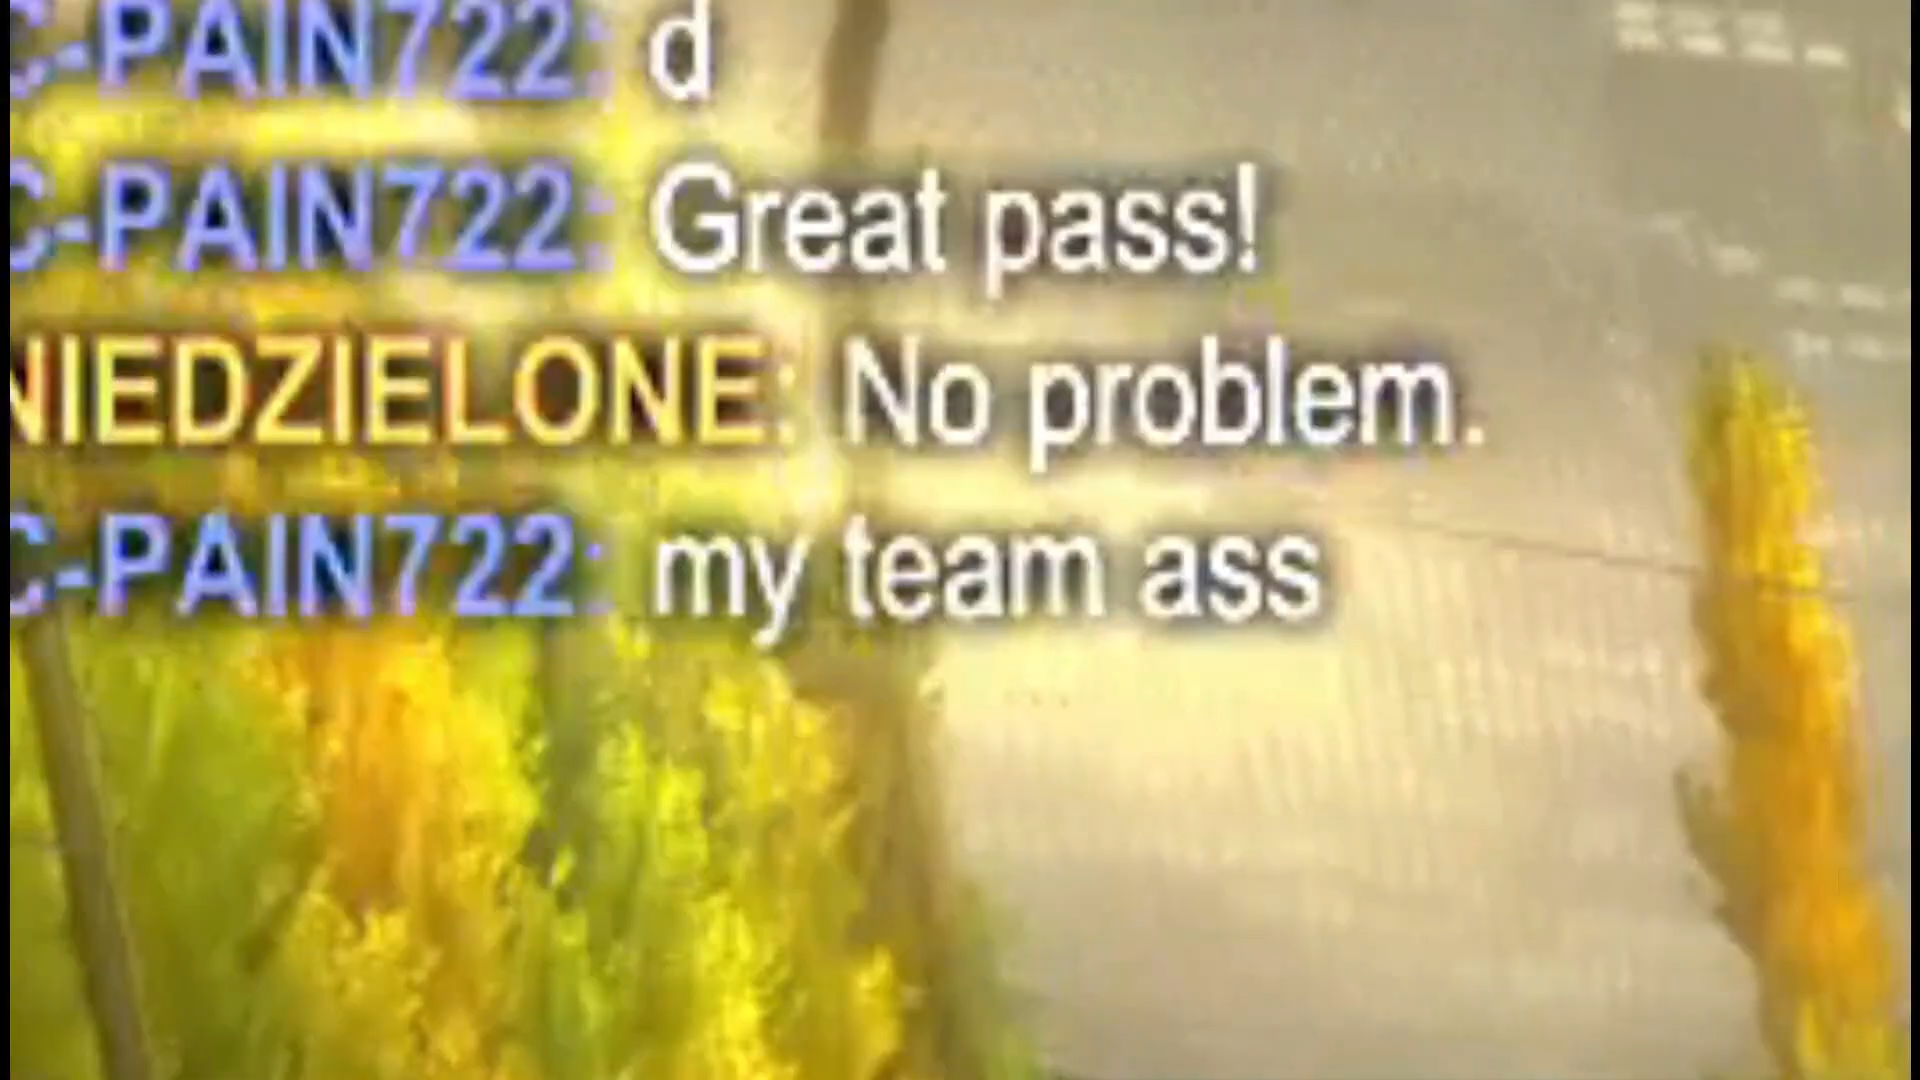 C-PAIN722: d
C-PAIN722: Great pass!
NIEDZIELONE: No problem.
C-PAIN722: my team ass